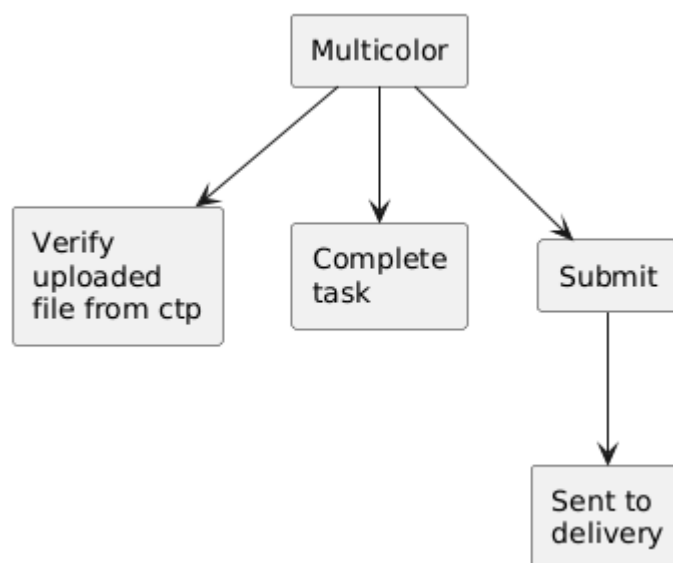 Multicolor
Verify
uploaded
file from ctp
Complete
task
Submit
Sent to
delivery